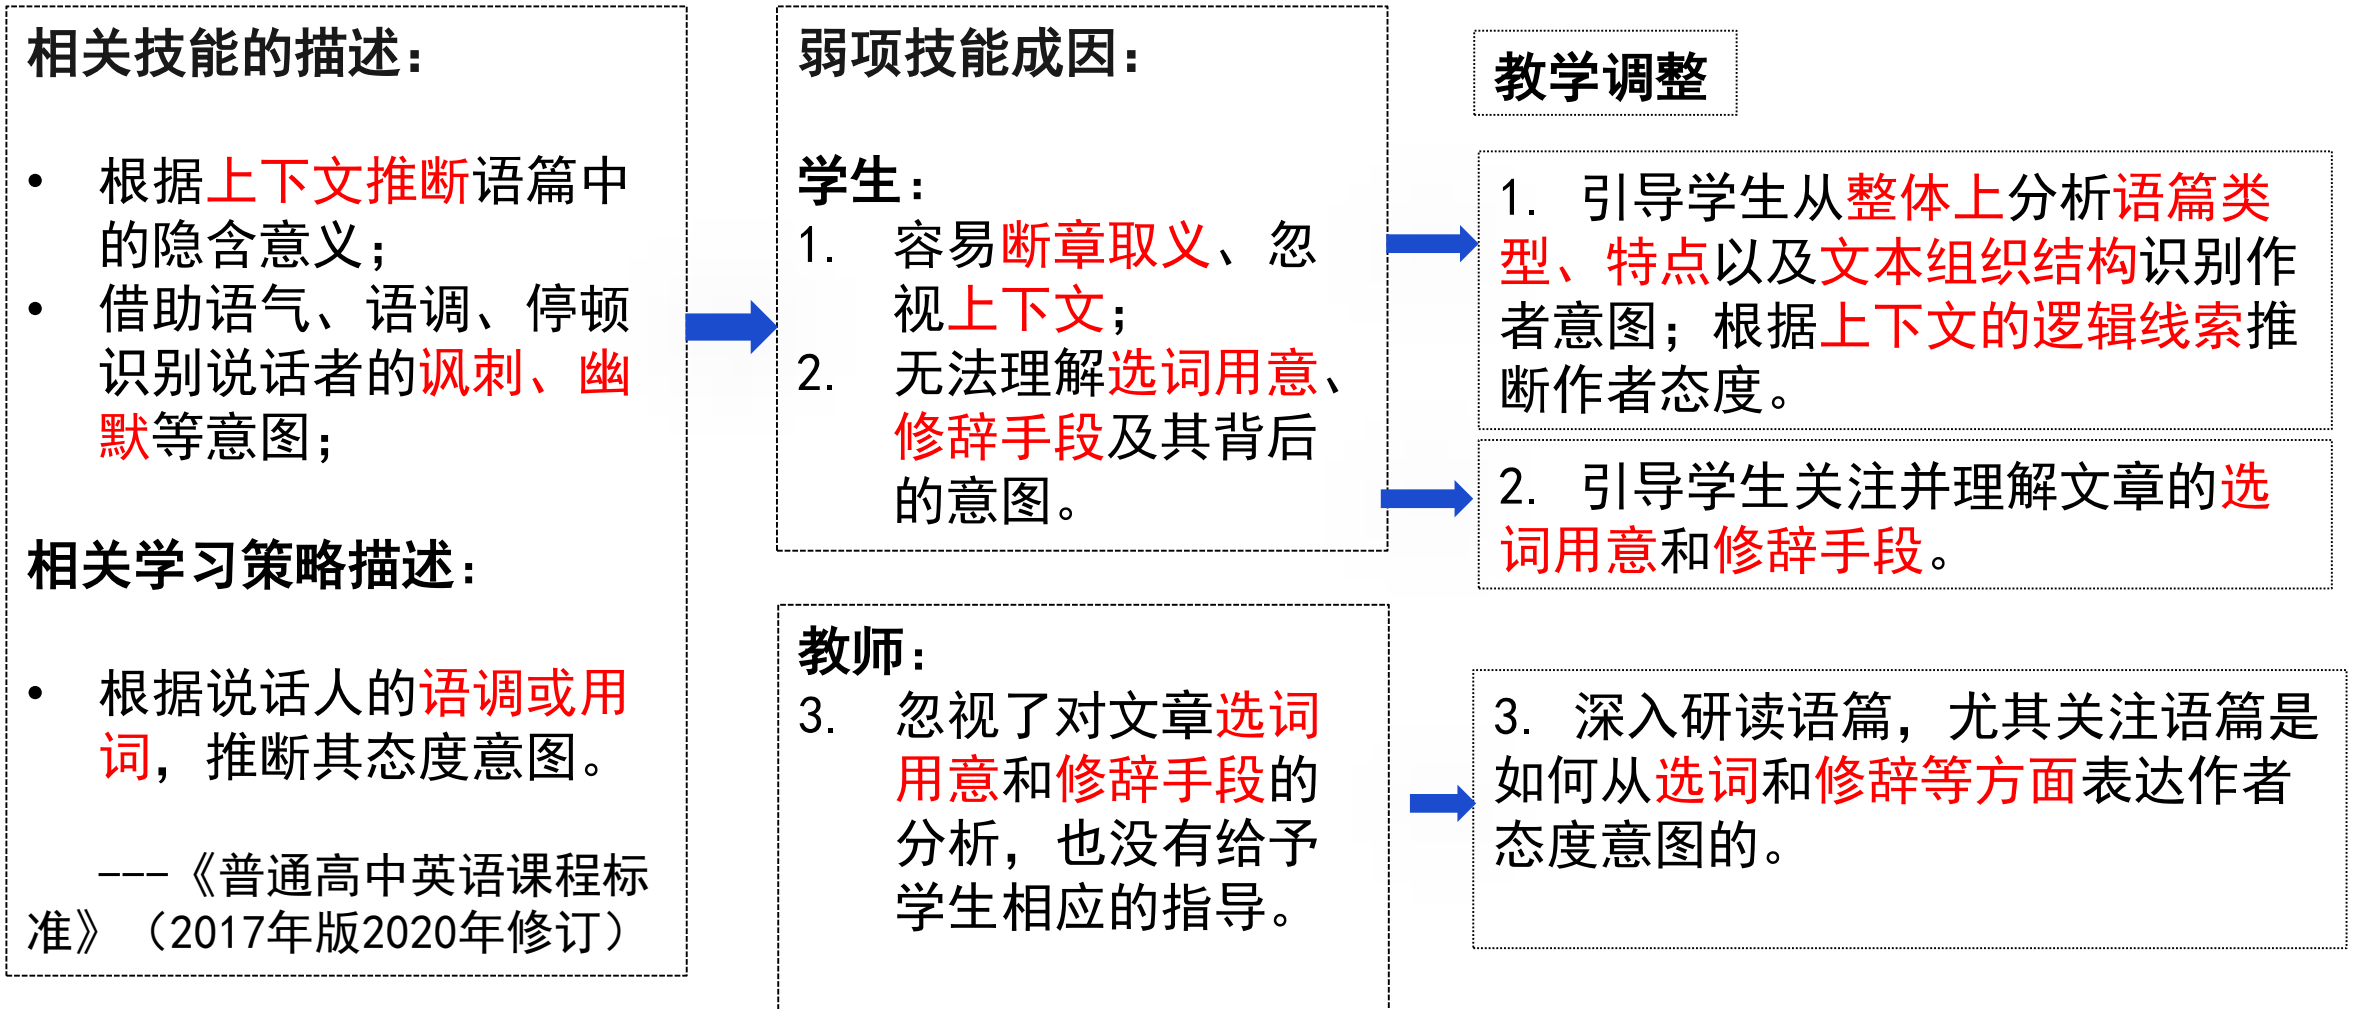 相关技能的描述：
• 根据上下文推断语篇中
的隐含意义；
• 借助语气、语调、停顿
识别说话者的讽刺、幽
默等意图；
相关学习策略描述：
• 根据说话人的语调或用
词，推断其态度意图。
---《普通高中英语课程标
准》（2017年版2020年修订）
弱项技能成因：
学生：
1. 容易断章取义、忽
视上下文；
2. 无法理解选词用意、
修辞手段及其背后
的意图。
教师：
3. 忽视了对文章选词
用意和修辞手段的
分析，也没有给予
学生相应的指导。
教学调整
1. 引导学生从整体上分析语篇类
型、特点以及文本组织结构识别作
者意图；根据上下文的逻辑线索推
断作者态度。
2. 引导学生关注并理解文章的选
词用意和修辞手段。
3. 深入研读语篇，尤其关注语篇是
如何从选词和修辞等方面表达作者
态度意图的。